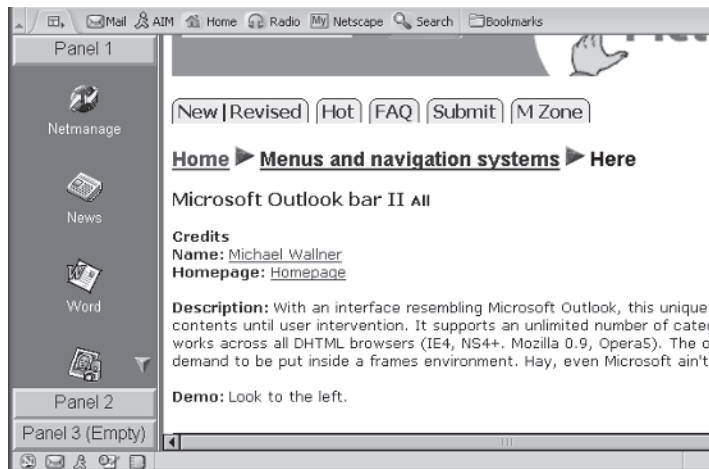 Mail AIM Home Radio My Netscape Search Bookmarks
Panel 1
Netmanage
News
Word
Panel 2
Panel 3 (Empty)
New | Revised Hot FAQ Submit M Zone
Home Menus and navigation systems Here
Microsoft Outlook bar II All
Credits
Name: Michael Wallner
Homepage: Homepage
Description: With an interface resembling Microsoft Outlook, this unique
contents until user intervention. It supports an unlimited number of
works across all DHTML browsers (IE4, NS4+. Mozilla 0.9, Opera5). The
demand to be put inside a frames environment. Hay, even Microsoft ain't
Demo: Look to the left.